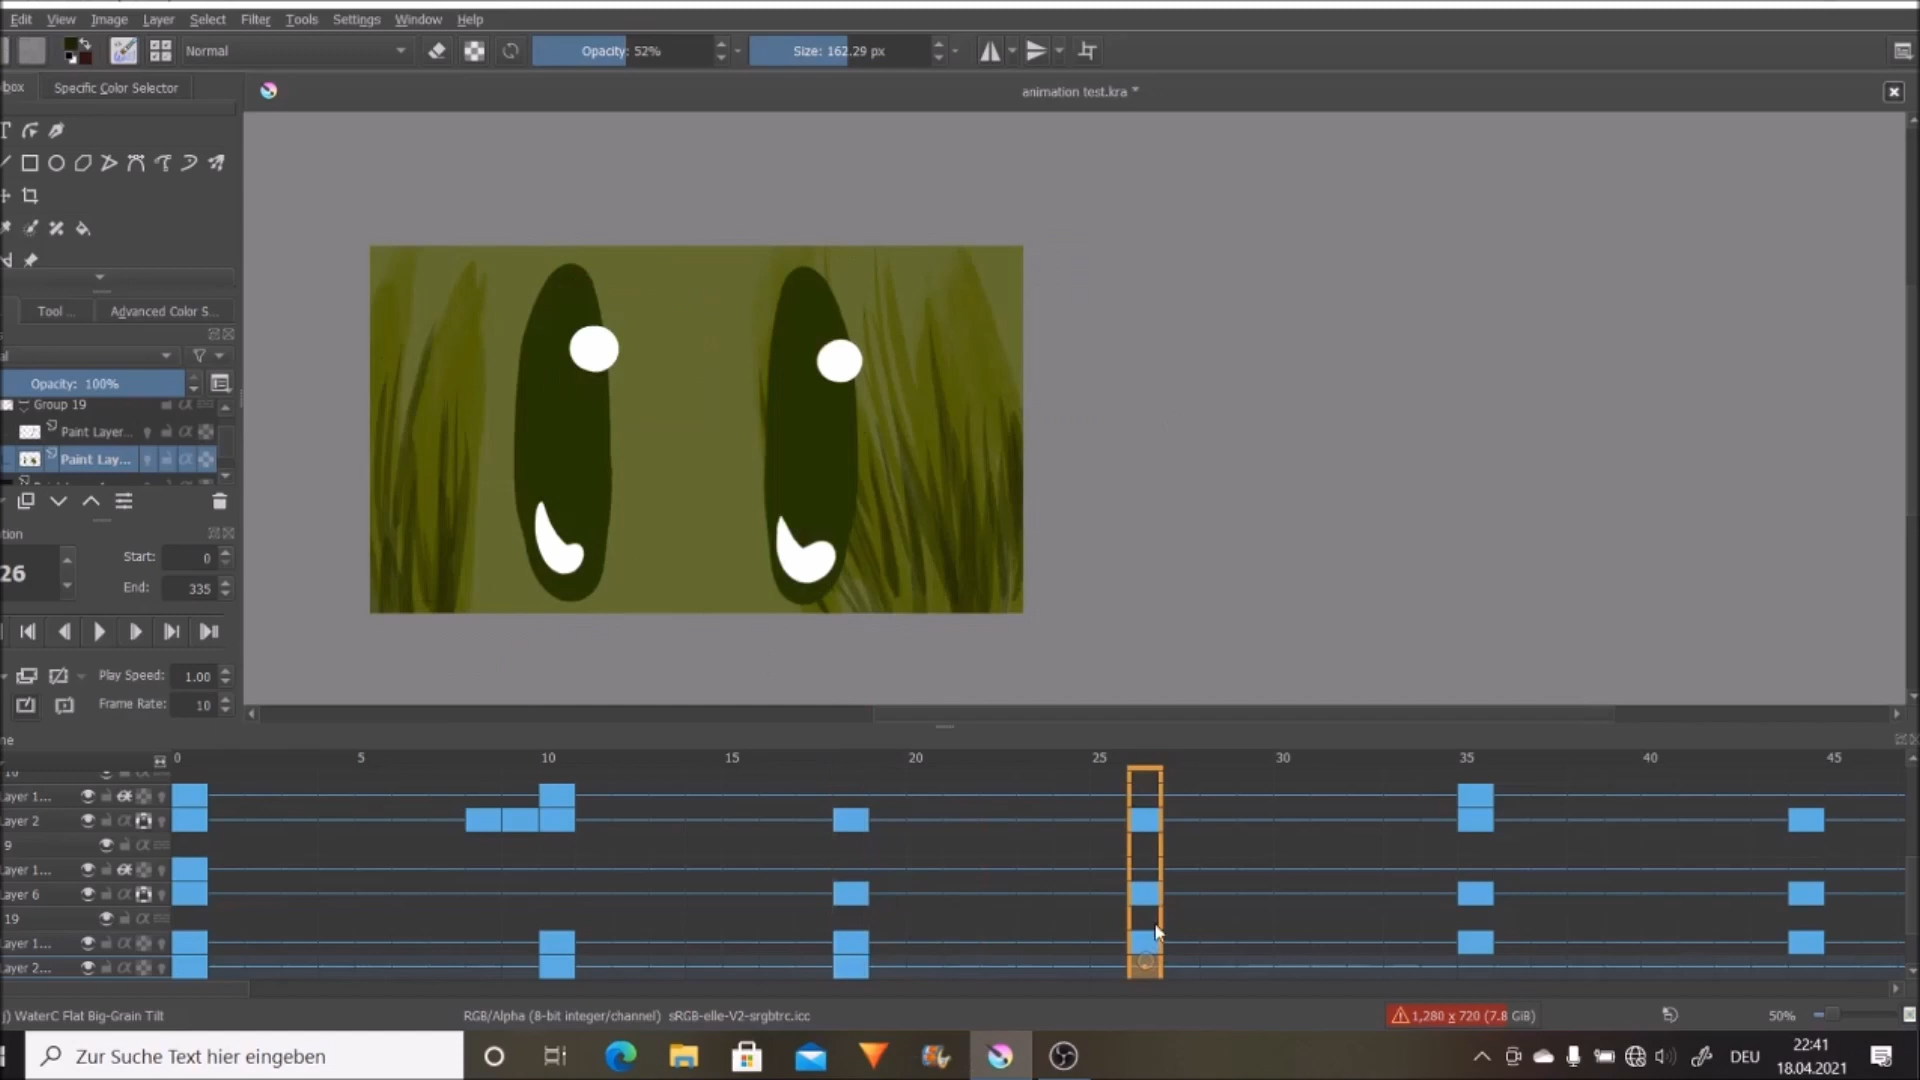 Edit View Image Layer Select Filter Tools Settings Window Help
Normal Opacity: 52% Size: 162.29 px
box Specific Color Selector animation test.kra *
Tool ... Advanced Color S...
al
Opacity: 100%
Group 19
Paint Layer...
Paint Lay...
tion
26 Start: 0
End: 335
Play Speed: 1.00
Frame Rate: 10
ne
0 5 10 15 20 25 30 35 40 45
10
ayer 1...
ayer 2
9
ayer 1...
ayer 6
19
ayer 1...
ayer 2...
) WaterC Flat Big-Grain Tilt RGB/Alpha (8-bit integer/channel) sRGB-elle-V2-srgbtrc.icc 1,280 x 720 (7.8 GiB) 50%
Zur Suche Text hier eingeben DEU 22:41
18.04.2021